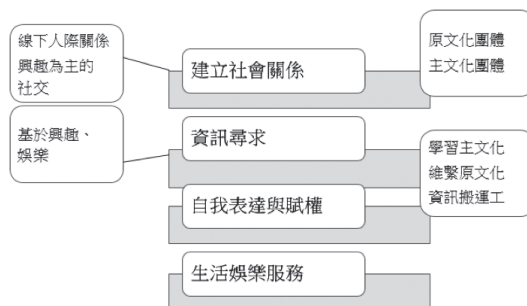 線下人際關係
興趣為主的
社交
建立社會關係
原文化團體
主文化團體
基於興趣、
娛樂
資訊尋求
學習主文化
維繫原文化
資訊搬運工
自我表達與賦權
生活娛樂服務